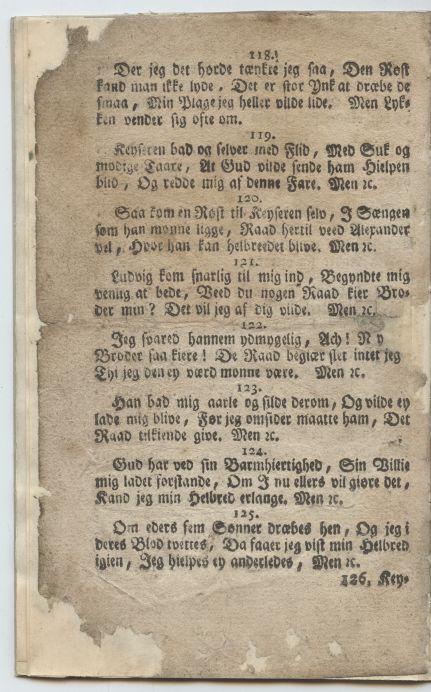 118.
Der jeg det horde tænkte jeg saa, Den Røst
kand man ikke lyde. Det er stor Ynk at dræbe de
smaa, Min Plage jeg heller vilde lide. Men Lyk-
ken vender sig ofte om.
119.
Keyseren bad og selver med Flid, Med Suk og
modige Taare, At Gud vilde sende ham Hielpen
blid, Og redde mig af denne Fare. Men ꝛc.
120.
Saa kom en Røst til Keyseren selv, I Sængen
som han monne ligge, Raad hertil veed Alexander
vel, Hvor han kan helbreedet blive. Men ꝛc.
121.
Ludvig kom snarlig til mig ind, Begyndte mig
venlig at bede, Veed du nogen Raad kier Bro-
der min? Det vil jeg af dig vilde. Men ꝛc.
122.
Jeg svared hannem ydmygelig, Ach! My
Broder saa kiere! De Raad begiær slet intet jeg
Tyt jeg den ey værd monne være. Men ꝛc.
123.
Han bad mig aarle og silde derom, Og vilde ey
lade mig blive, Før jeg omsider maatte ham, Det
Raad tilkiende give. Men ꝛc.
124.
Gud har ved sin Barmhiertighed, Sin Villie
mig ladet forstande, Om I nu ellers vil giøre det,
Kand jeg min Helbred erlange. Men ꝛc.
125.
Om eders fem Sønner dræbes hen, Og jeg i
deres Blod tvettes, Da faaer jeg vist min Helbred
igien, Jeg hielpes ey anderledes, Men ꝛc.
126, Key-